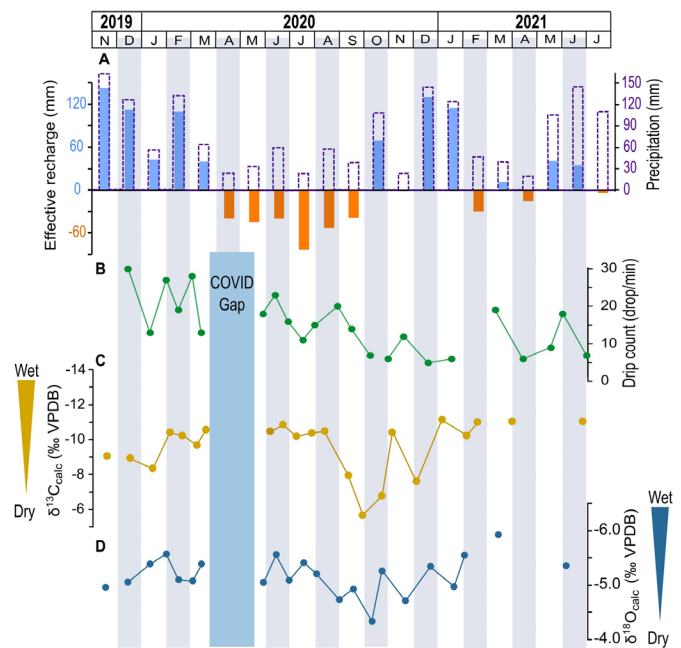 2019 2020 2021
N D J F M A M J J A S O N D J F M A M J J
A
Effective recharge (mm)
120
60
0
-60
Precipitation (mm)
150
120
90
60
30
0
B
COVID
Gap
Drip count (drop/min)
30
20
10
0
C
Wet
Dry
δ13Ccalc (‰ VPDB)
-14
-12
-10
-8
-6
D
δ18Ocalc (‰ VPDB)
-6.0
-5.0
-4.0
Wet
Dry